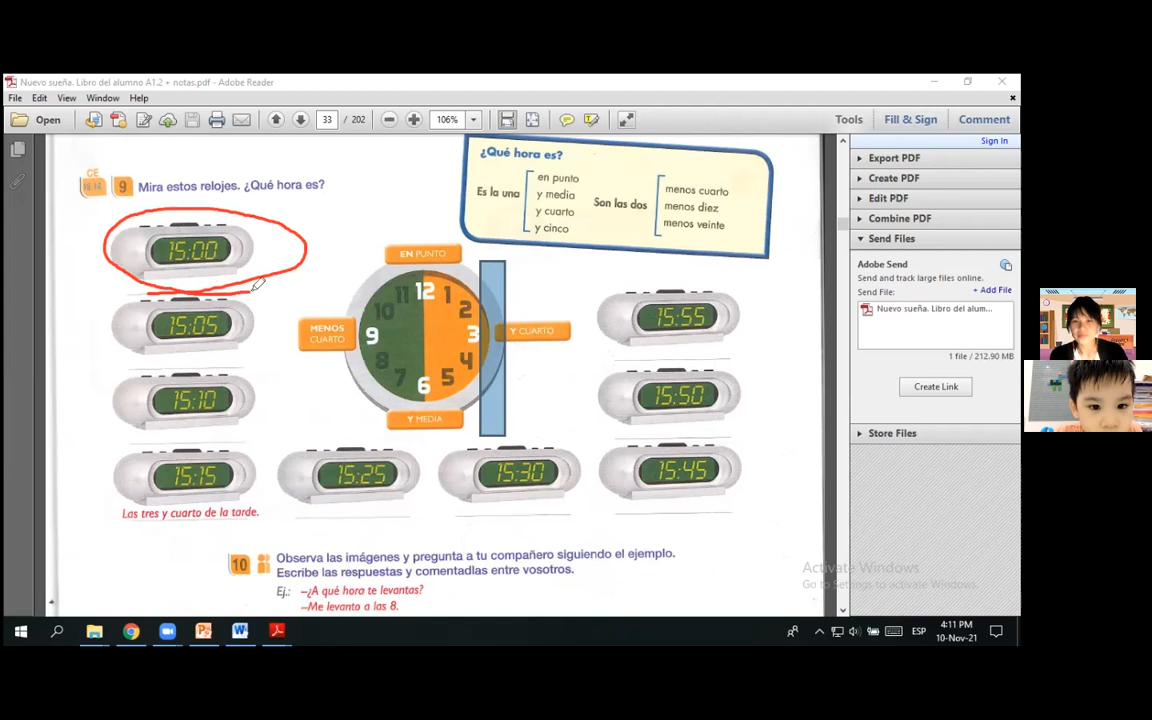 Nuevo sueña. Libro del alumno A1.2 + notas.pdf - Adobe Reader
File Edit View Window Help
Open 33 / 202 106% Tools Fill & Sign Comment
Sign In
Export PDF
Create PDF
Edit PDF
Combine PDF
Send Files
Adobe Send
Send and track large files online.
Send File:
+ Add File
Nuevo sueña. Libro del alum...
1 file / 212.90 MB
Create Link
Store Files
CE
9 Mira estos relojes. ¿Qué hora es?
¿Qué hora es?
Es la una
en punto
y media
y cuarto
y cinco
Son las dos
menos cuarto
menos diez
menos veinte
15:00
15:05
15:10
15:15
Las tres y cuarto de la tarde.
EN PUNTO
MENOS CUARTO
Y CUARTO
Y MEDIA
12 1 2 3 4 5 6 7 8 9 10 11
15:55
15:50
15:25
15:30
15:45
10 Observa las imágenes y pregunta a tu compañero siguiendo el ejemplo.
Escribe las respuestas y comentadlas entre vosotros.
Ej.: –¿A qué hora te levantas?
–Me levanto a las 8.
Activate Windows
Go to Settings to activate Windows.
ESP
4:11 PM
10-Nov-21